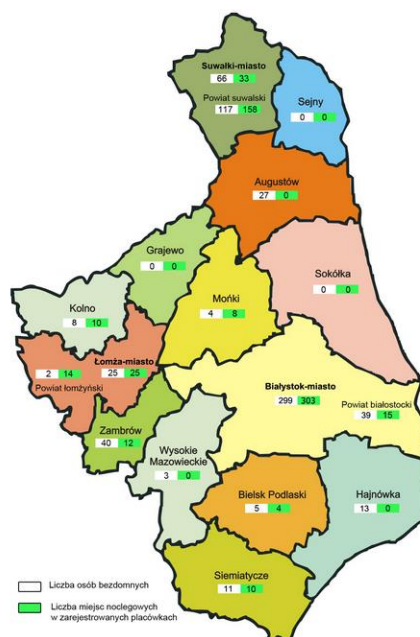 Suwałki-miasto
66 33
Powiat suwalski
117 158
Sejny
0 0
Augustów
27 0
Grajewo
0 0
Sokółka
0 0
Mońki
4 8
Kolno
8 10
Łomża-miasto
25 25
2 14
Powiat łomżyński
Białystok-miasto
299 303
Powiat białostocki
39 15
Zambrów
40 12
Wysokie
Mazowieckie
3 0
Bielsk Podlaski
5 4
Hajnówka
13 0
Siemiatycze
11 10
Liczba osób bezdomnych
Liczba miejsc noclegowych
w zarejestrowanych placówkach